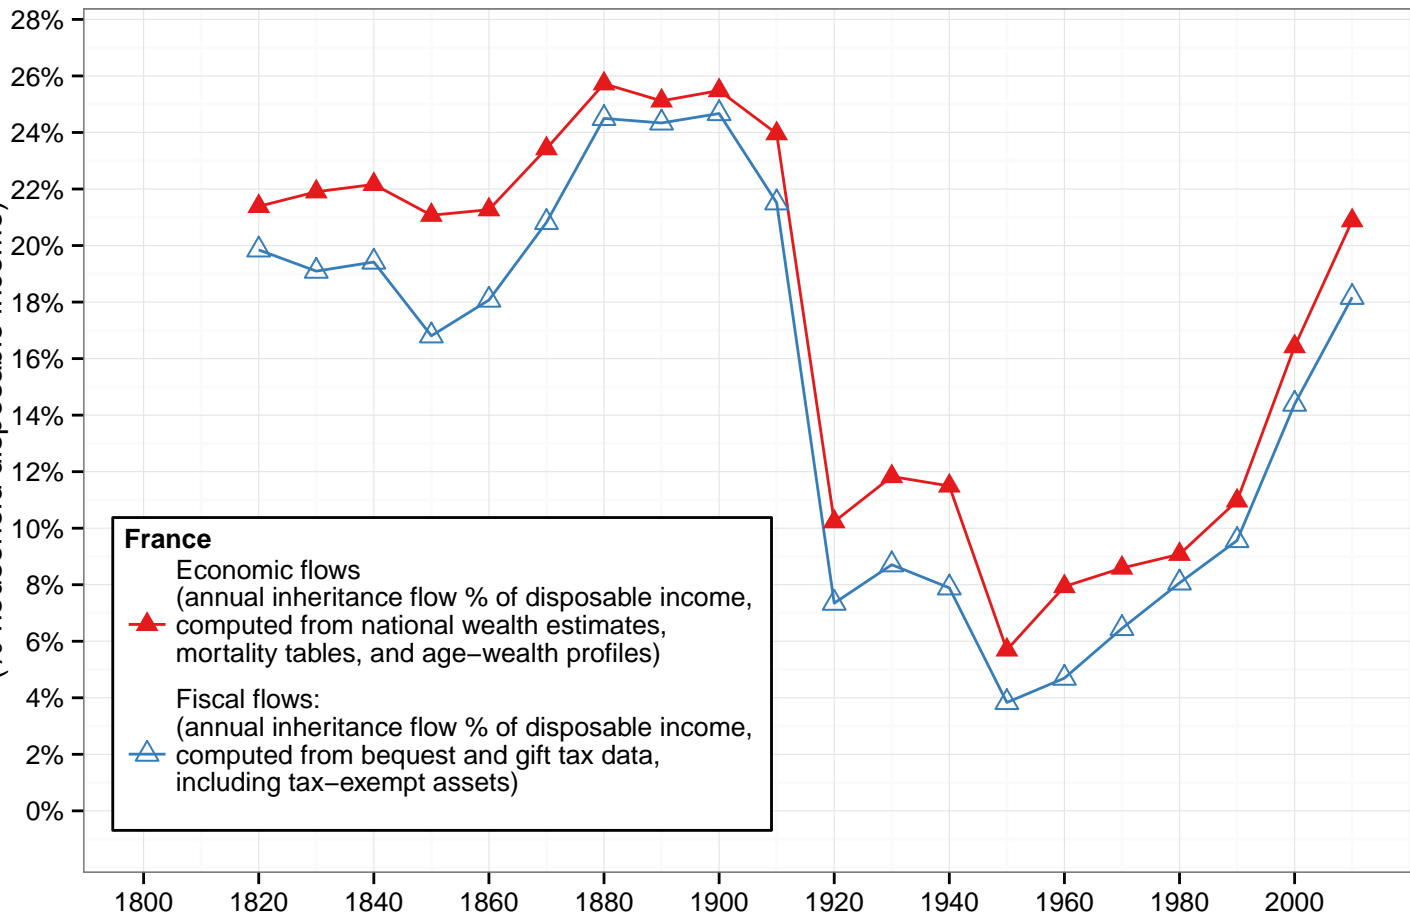 28%
26%
24%
22%
20%
18%
16%
14%
12%
10%
8%
6%
4%
2%
0%
France
Economic flows
(annual inheritance flow % of disposable income,
computed from national wealth estimates,
mortality tables, and age−wealth profiles)
Fiscal flows:
(annual inheritance flow % of disposable income,
computed from bequest and gift tax data,
including tax−exempt assets)
1800 1820 1840 1860 1880 1900 1920 1940 1960 1980 2000